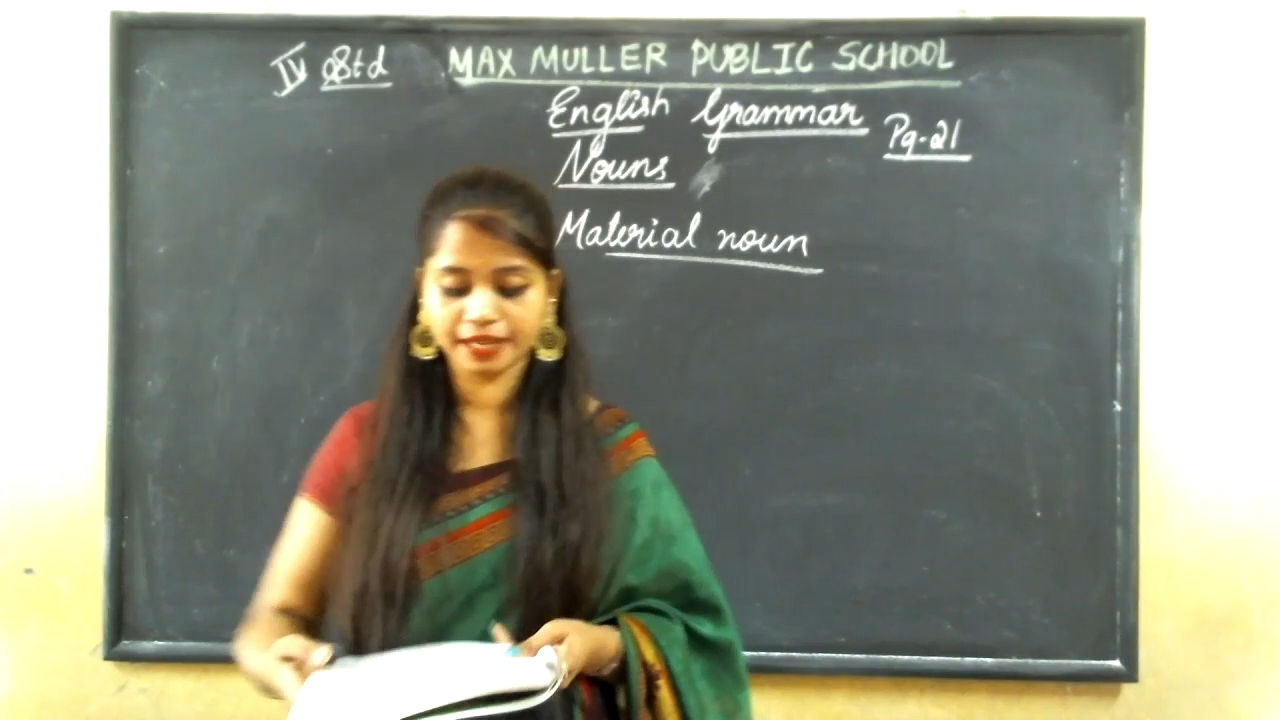 IV Std MAX MULLER PUBLIC SCHOOL
English Grammar
Pg-21
Nouns
Material noun